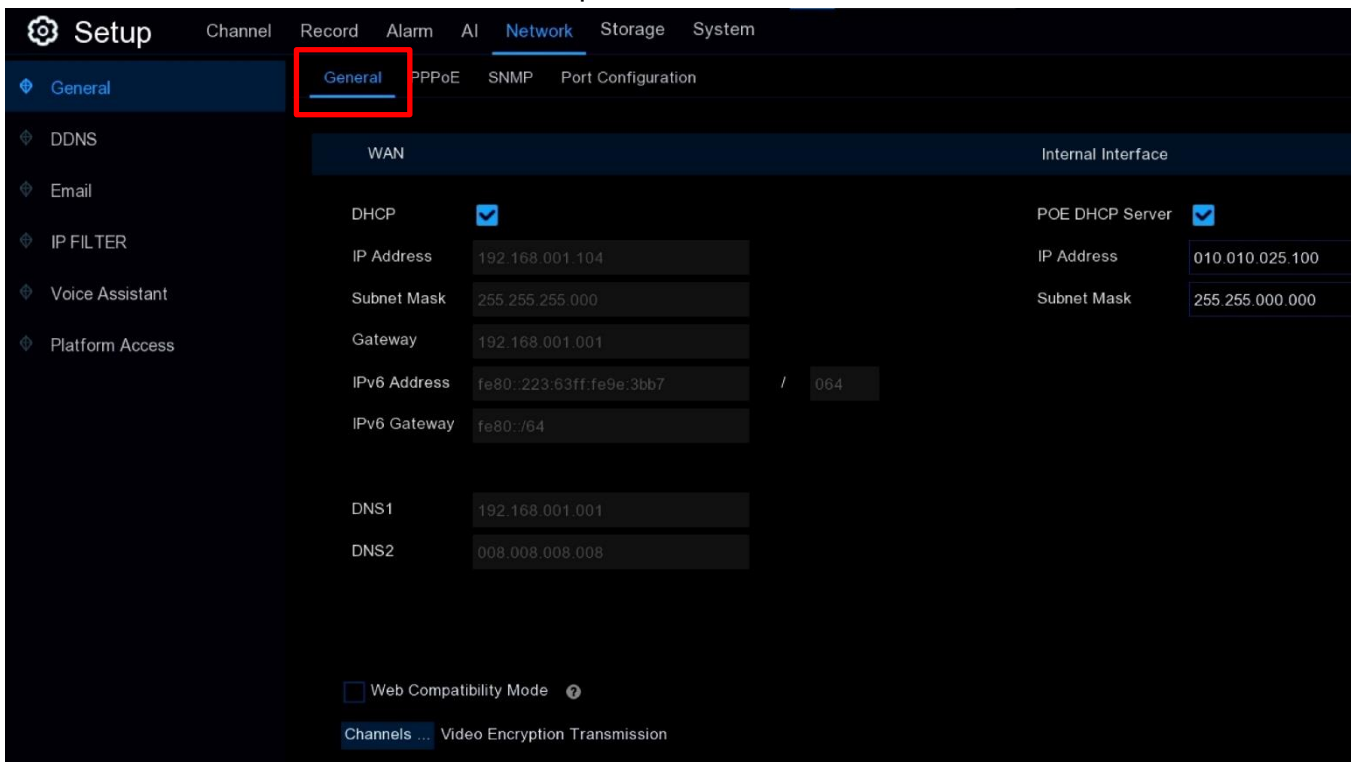 Setup Channel Record Alarm AI Network Storage System
General General PPPoE SNMP Port Configuration
DDNS
Email
IP FILTER
Voice Assistant
Platform Access
WAN Internal Interface
DHCP POE DHCP Server
IP Address 192.168.001.104 IP Address 010.010.025.100
Subnet Mask 255.255.255.000 Subnet Mask 255.255.000.000
Gateway 192.168.001.001
IPv6 Address fe80::223:63ff:fe9e:3bb7 / 064
IPv6 Gateway fe80::/64
DNS1 192.168.001.001
DNS2 008.008.008.008
Web Compatibility Mode ?
Channels ... Video Encryption Transmission